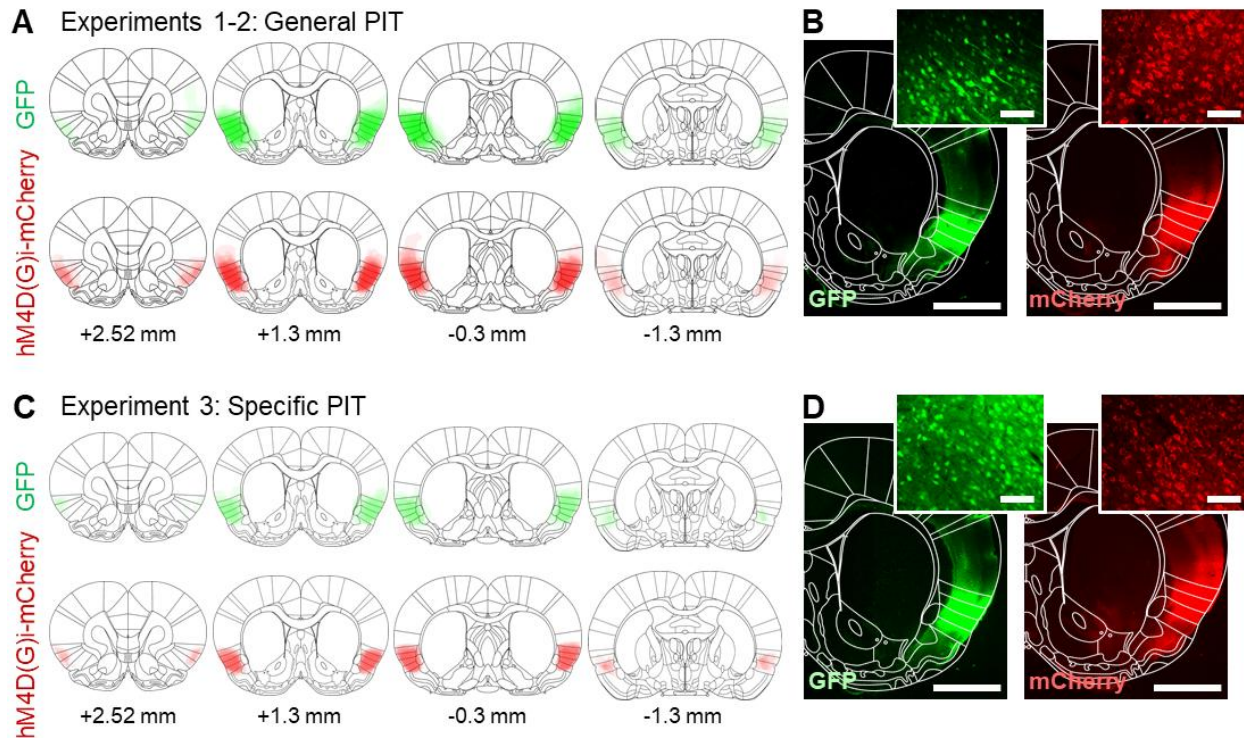 A Experiments 1-2: General PIT
GFP
hM4D(G)i-mCherry
+2.52 mm +1.3 mm -0.3 mm -1.3 mm
B
GFP mCherry
C Experiment 3: Specific PIT
GFP
hM4D(G)i-mCherry
+2.52 mm +1.3 mm -0.3 mm -1.3 mm
D
GFP mCherry